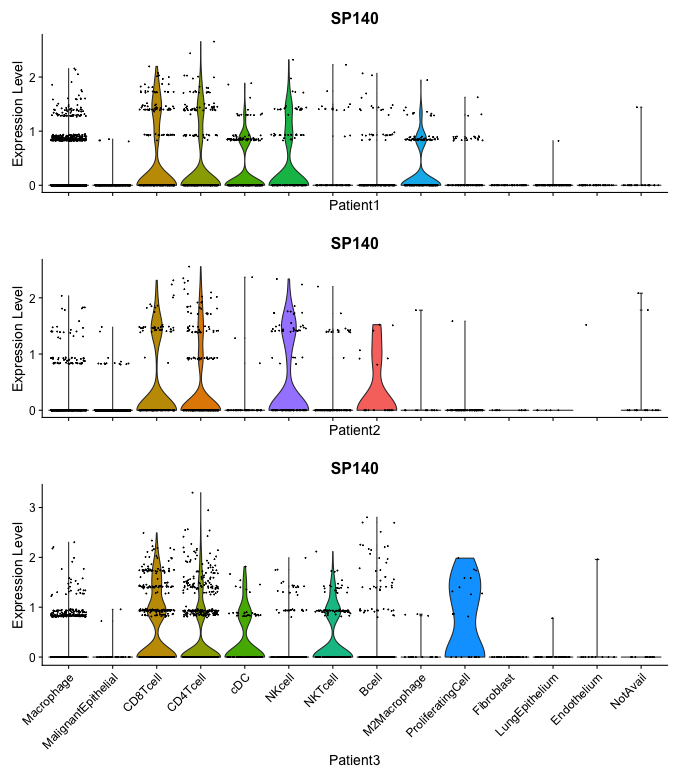 SP140
Expression Level
2
1
0
Patient1
SP140
Expression Level
2
1
0
Patient2
SP140
Expression Level
3
2
1
0
Macrophage
MalignantEpithelial
CD8Tcell
CD4Tcell
cDC
NKcell
NKTcell
Bcell
M2Macrophage
ProliferatingCell
Fibroblast
LungEpithelium
Endothelium
NotAvail
Patient3